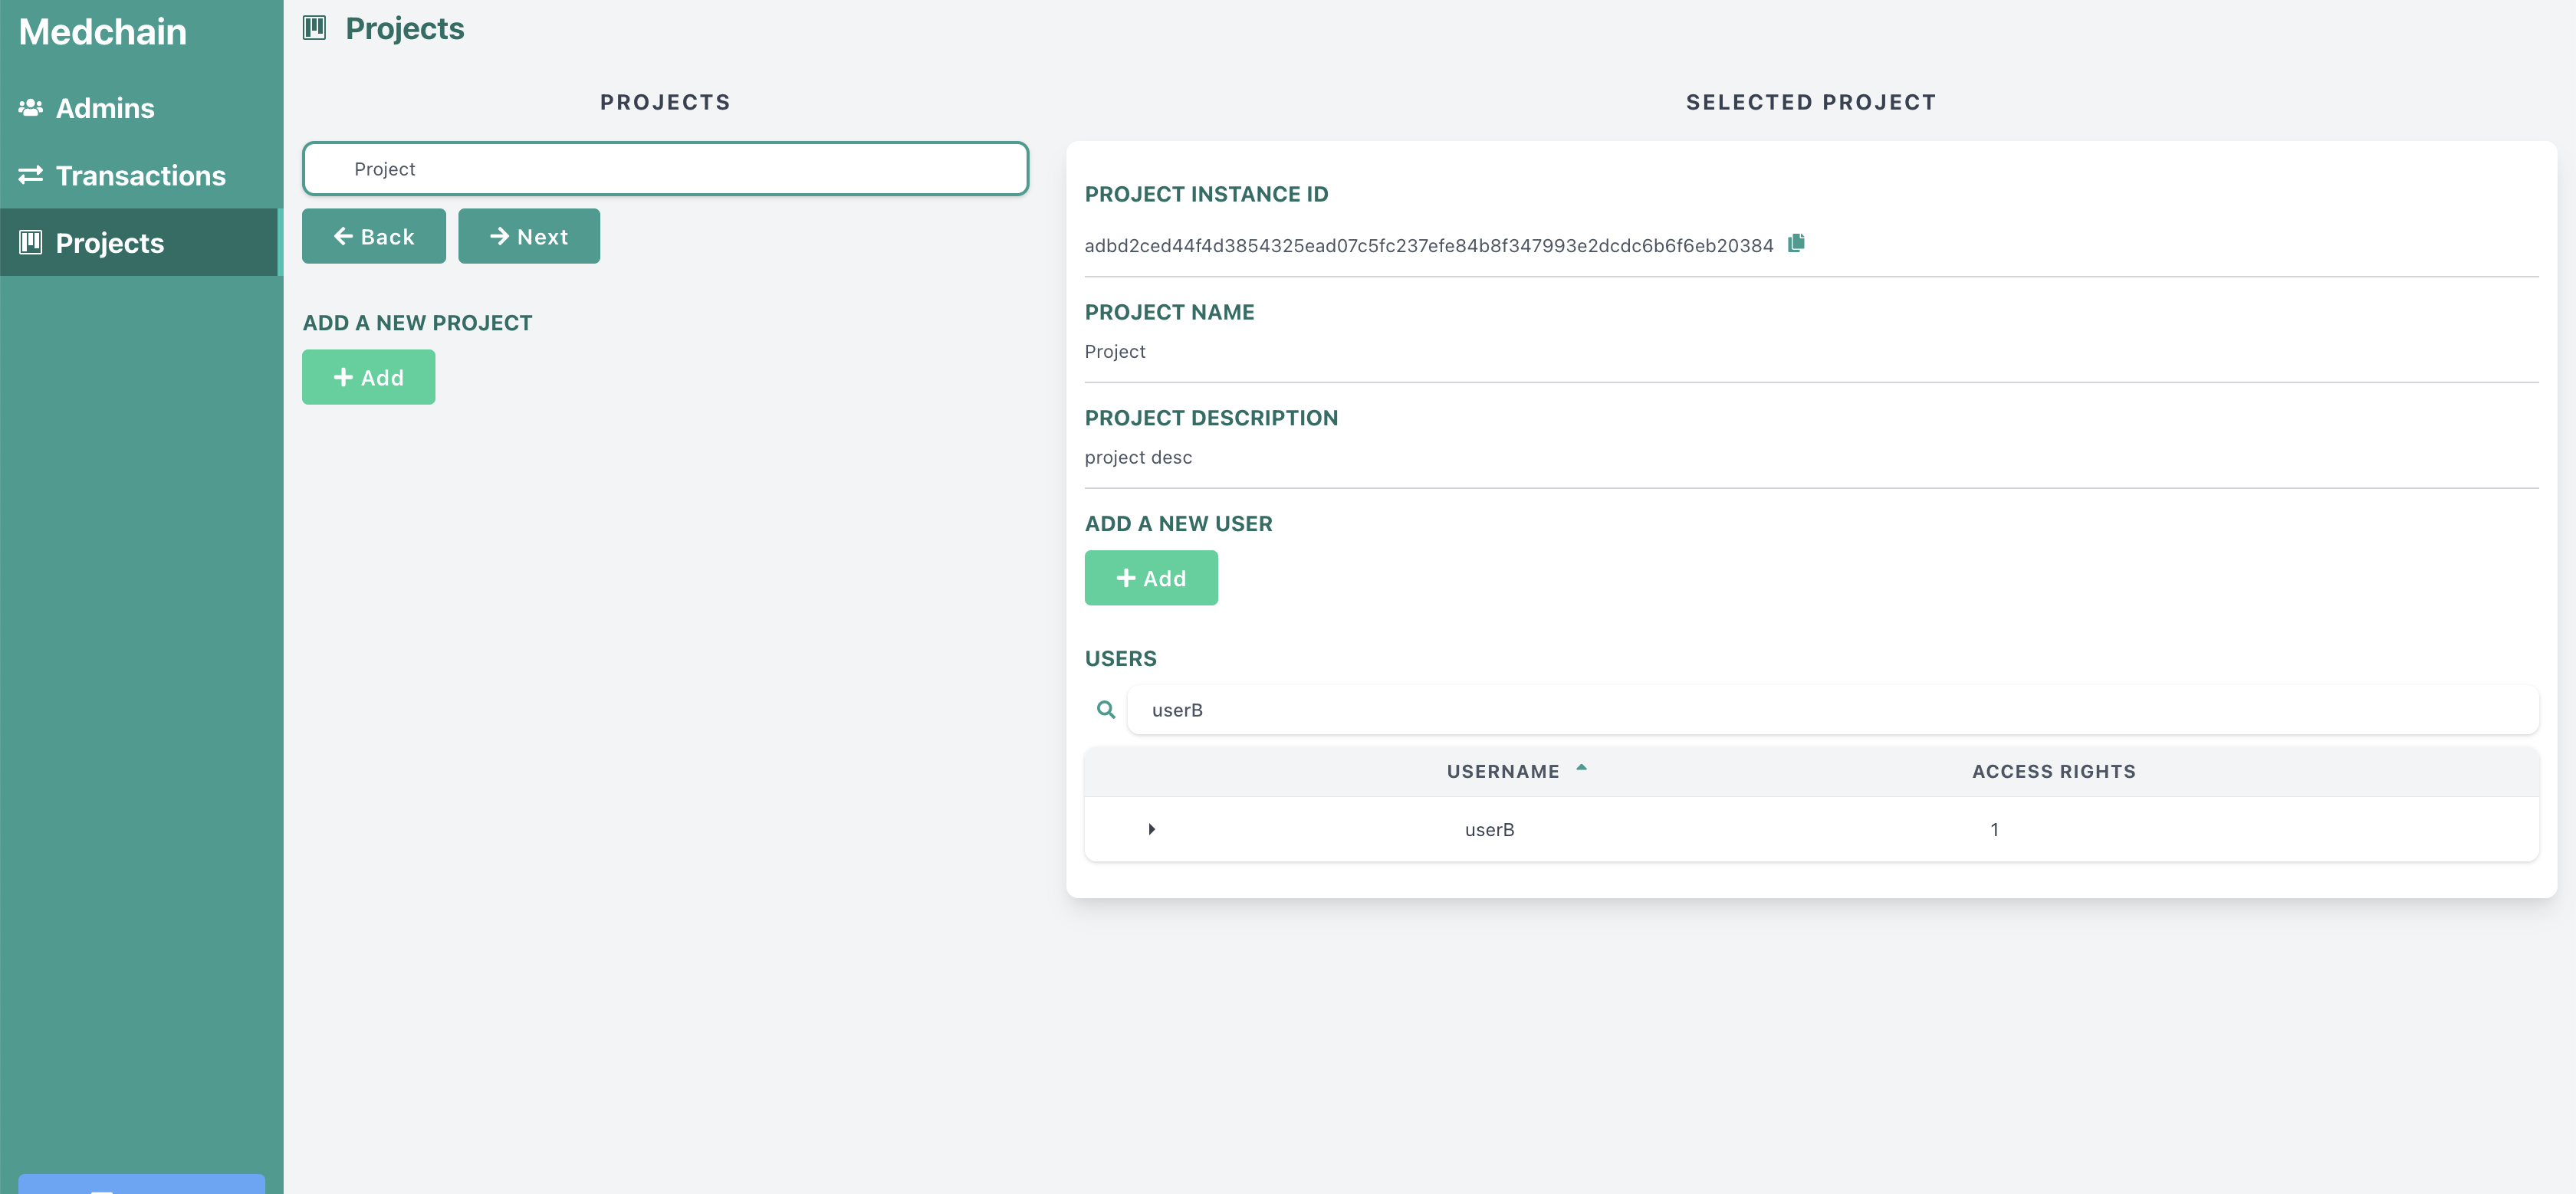 Medchain
Admins
Transactions
Projects
Projects
PROJECTS
Project
Back
Next
ADD A NEW PROJECT
Add
SELECTED PROJECT
PROJECT INSTANCE ID
adbd2ced44f4d3854325ead07c5fc237efe84b8f347993e2dcdc6b6f6eb20384
PROJECT NAME
Project
PROJECT DESCRIPTION
project desc
ADD A NEW USER
Add
USERS
userB
USERNAME ACCESS RIGHTS
userB 1